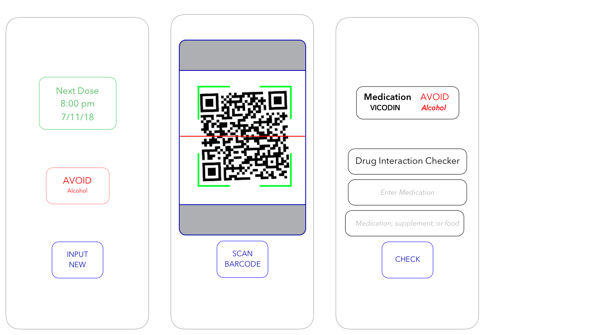 Next Dose
8:00 pm
7/11/18
AVOID
Alcohol
INPUT
NEW
SCAN
BARCODE
Medication AVOID
VICODIN Alcohol
Drug Interaction Checker
Enter Medication
Medication, supplement, or food
CHECK